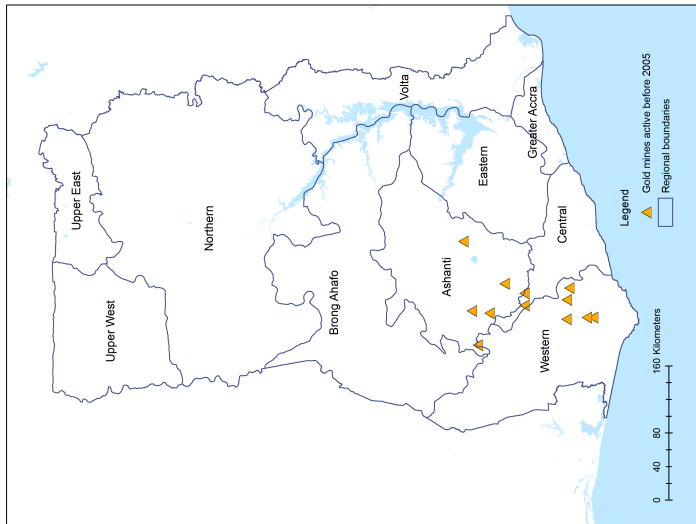 Upper East
Upper West
Northern
Brong Ahafo
Volta
Ashanti
Eastern
Greater Accra
Central
Western
Legend
Gold mines active before 2005
Regional boundaries
0 40 80 160 Kilometers